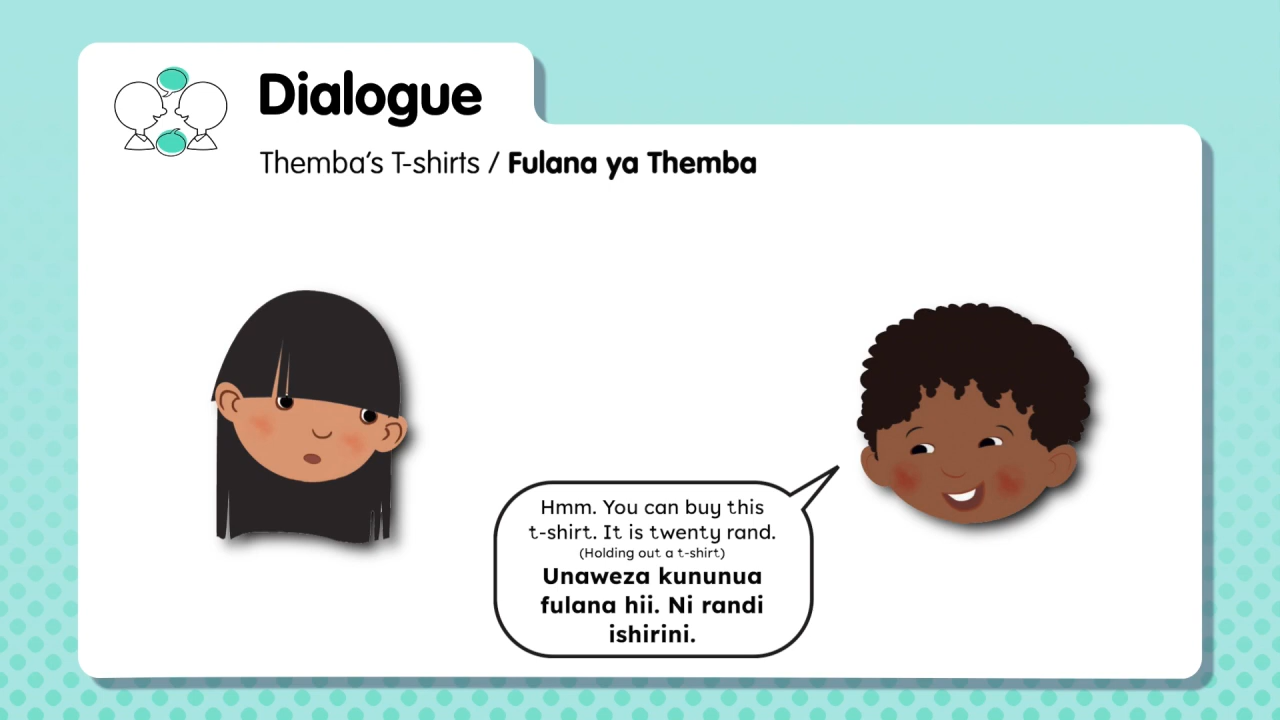 Dialogue
Themba's T-shirts / Fulana ya Themba
Hmm. You can buy this
t-shirt. It is twenty rand.
(Holding out a t-shirt)
Unaweza kununua
fulana hii. Ni randi
ishirini.